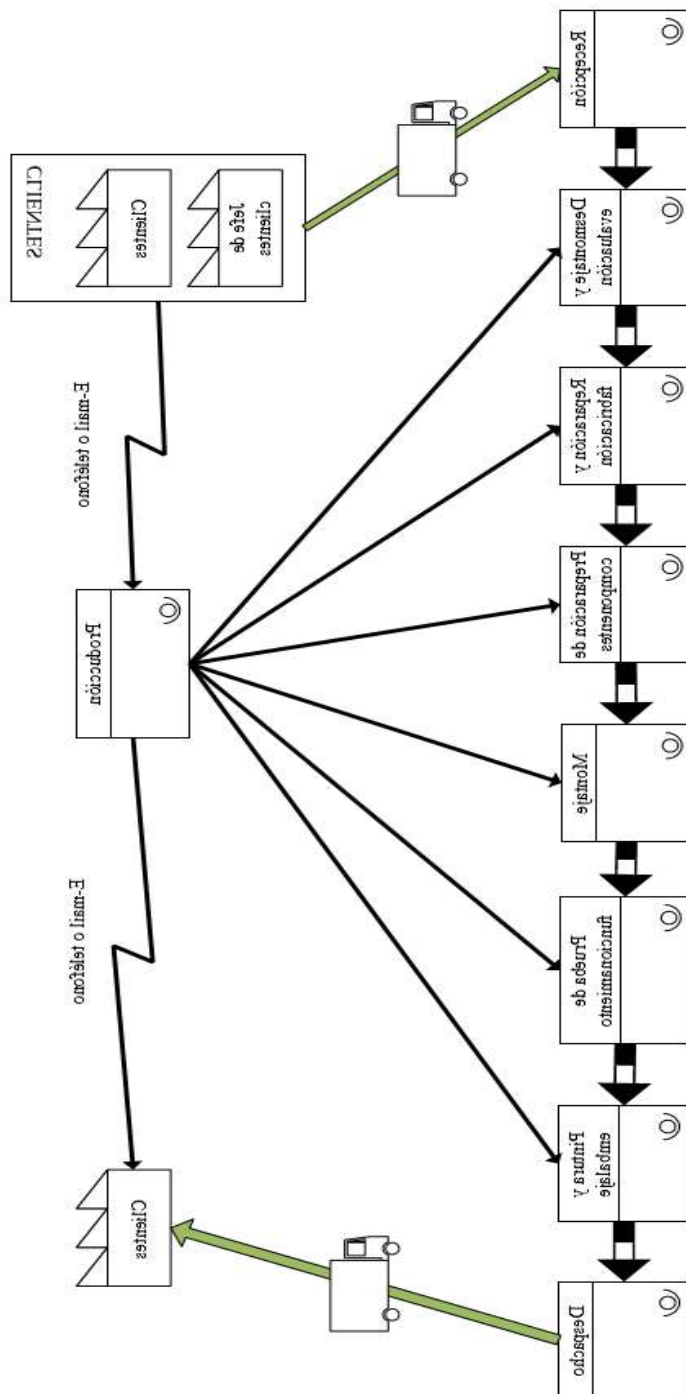 CLIENTES
Clientes
Jefe de
clientes
E-mail o teléfono
Producción
E-mail o teléfono
Clientes
Recepción
Desmontaje y
evaluación
Reparación y
fabricación
Preparación de
componentes
Montaje
Prueba de
funcionamiento
Pintura y
embalaje
Despacho